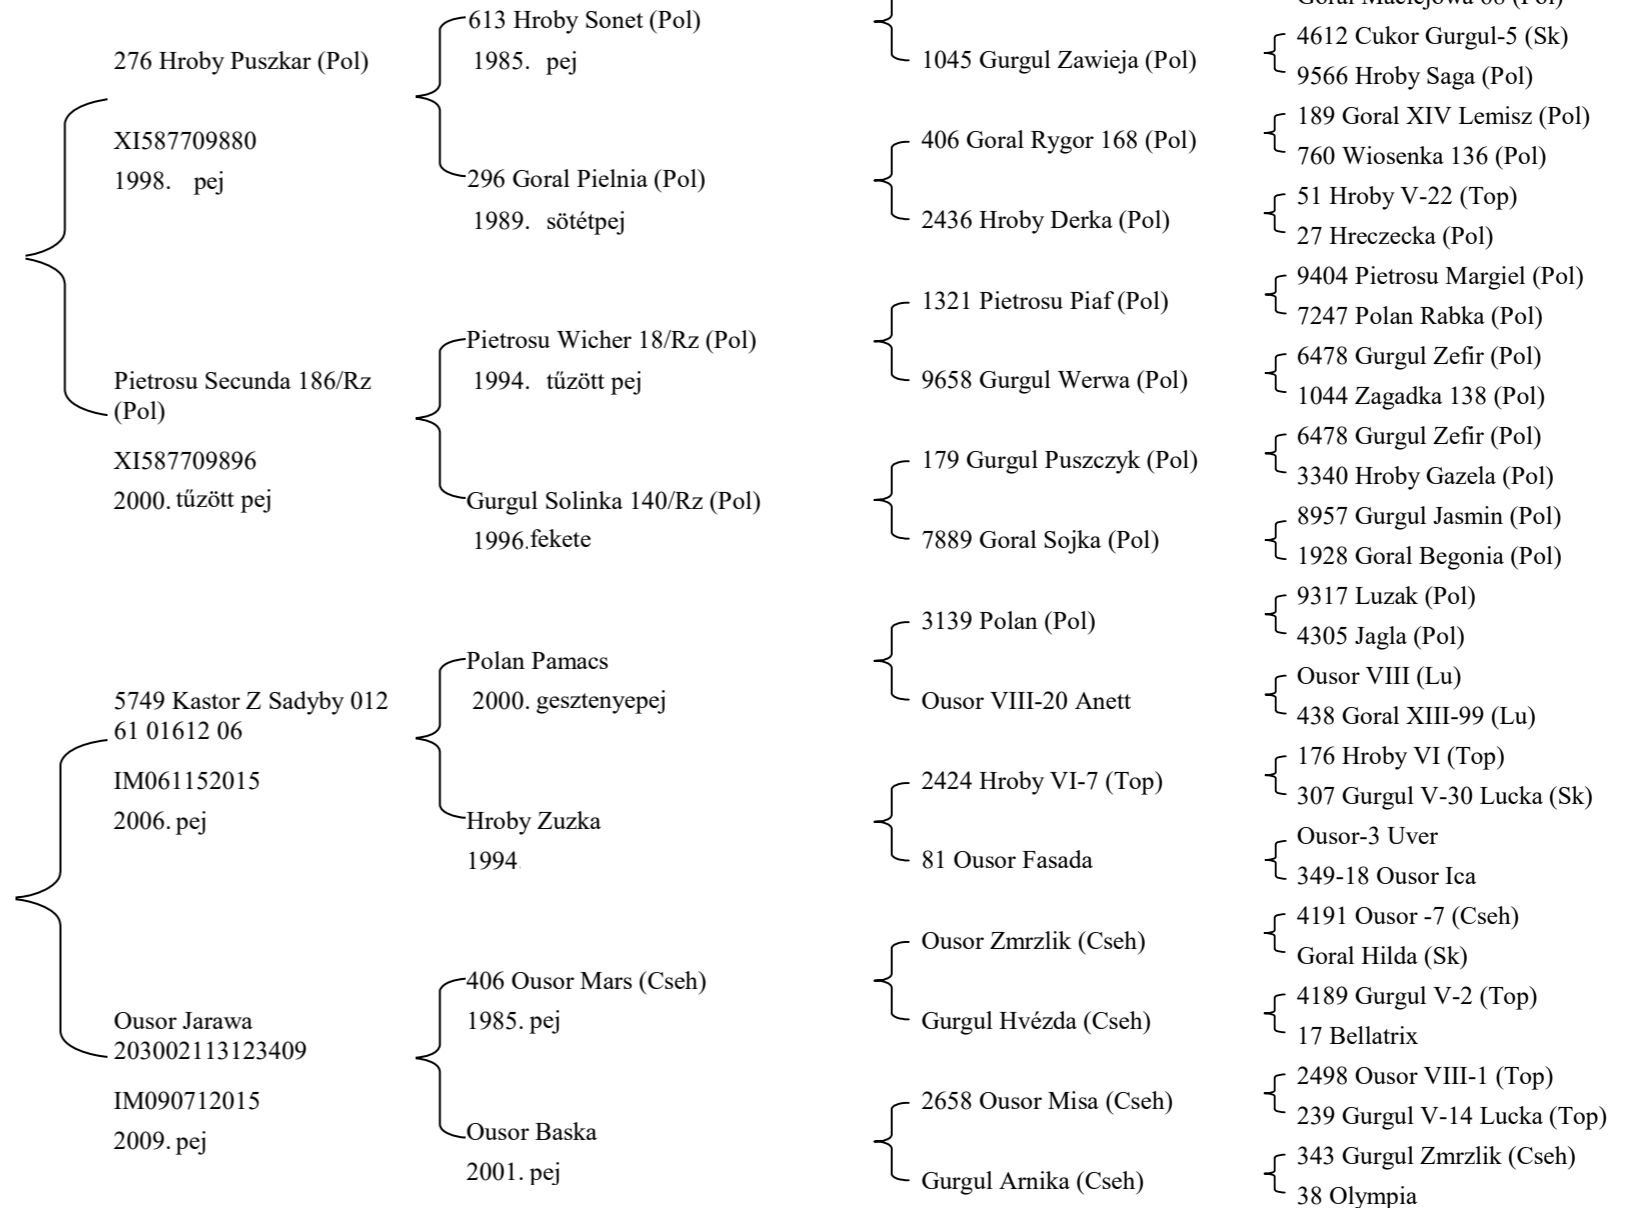 Goral Maciejowa 68 (Pol)
613 Hroby Sonet (Pol)
4612 Cukor Gurgul-5 (Sk)
276 Hroby Puszkar (Pol)
1985. pej
1045 Gurgul Zawieja (Pol)
9566 Hroby Saga (Pol)
189 Goral XIV Lemisz (Pol)
XI587709880
406 Goral Rygor 168 (Pol)
760 Wiosenka 136 (Pol)
1998. pej
296 Goral Pielnia (Pol)
51 Hroby V-22 (Top)
1989. sötétpej
2436 Hroby Derka (Pol)
27 Hreczecka (Pol)
9404 Pietrosu Margiel (Pol)
1321 Pietrosu Piaf (Pol)
7247 Polan Rabka (Pol)
Pietrosu Wicher 18/Rz (Pol)
6478 Gurgul Zefir (Pol)
Pietrosu Secunda 186/Rz
(Pol)
1994. tűzött pej
9658 Gurgul Werwa (Pol)
1044 Zagadka 138 (Pol)
6478 Gurgul Zefir (Pol)
XI587709896
179 Gurgul Puszczyk (Pol)
3340 Hroby Gazela (Pol)
2000. tűzött pej
Gurgul Solinka 140/Rz (Pol)
8957 Gurgul Jasmin (Pol)
1996. fekete
7889 Goral Sojka (Pol)
1928 Goral Begonia (Pol)
9317 Luzak (Pol)
3139 Polan (Pol)
4305 Jagla (Pol)
Polan Pamacs
Ousor VIII (Lu)
5749 Kastor Z Sadyby 012
61 01612 06
2000. gesztenyepej
Ousor VIII-20 Anett
438 Goral XIII-99 (Lu)
176 Hroby VI (Top)
IM061152015
2424 Hroby VI-7 (Top)
307 Gurgul V-30 Lucka (Sk)
2006. pej
Hroby Zuzka
Ousor-3 Uver
1994.
81 Ousor Fasada
349-18 Ousor Ica
4191 Ousor -7 (Cseh)
Ousor Zmrzlik (Cseh)
Goral Hilda (Sk)
406 Ousor Mars (Cseh)
4189 Gurgul V-2 (Top)
Ousor Jarawa
203002113123409
1985. pej
Gurgul Hvézda (Cseh)
17 Bellatrix
2498 Ousor VIII-1 (Top)
IM090712015
2658 Ousor Misa (Cseh)
239 Gurgul V-14 Lucka (Top)
2009. pej
Ousor Baska
343 Gurgul Zmrzlik (Cseh)
2001. pej
Gurgul Arnika (Cseh)
38 Olympia